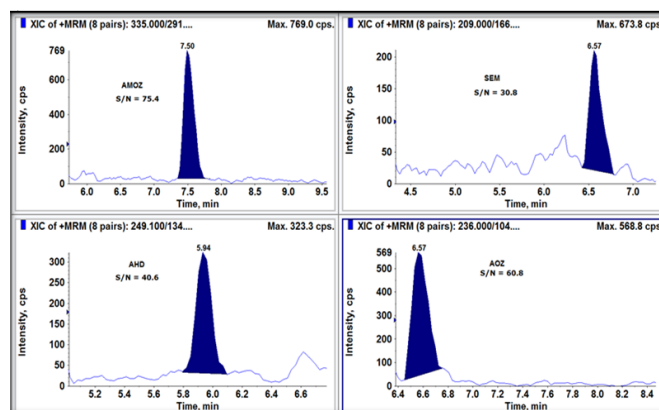 XIC of +MRM (8 pairs): 335.000/291.... Max. 769.0 cps.
7.50
769
600
400
200
0
AMOZ
S/N = 75.4
Intensity, cps
6.0 6.5 7.0 7.5 8.0 8.5 9.0 9.5
Time, min
XIC of +MRM (8 pairs): 209.000/166.... Max. 673.8 cps.
6.57
200
150
100
50
0
SEM
S/N = 30.8
Intensity, cps
4.5 5.0 5.5 6.0 6.5 7.0
Time, min
XIC of +MRM (8 pairs): 249.100/134.... Max. 323.3 cps.
5.94
300
250
200
150
100
50
0
AHD
S/N = 40.6
Intensity, cps
5.2 5.4 5.6 5.8 6.0 6.2 6.4 6.6
Time, min
XIC of +MRM (8 pairs): 236.000/104.... Max. 568.8 cps.
6.57
569
500
400
300
200
100
0
AOZ
S/N = 60.8
Intensity, cps
6.4 6.6 6.8 7.0 7.2 7.4 7.6 7.8 8.0 8.2 8.4
Time, min